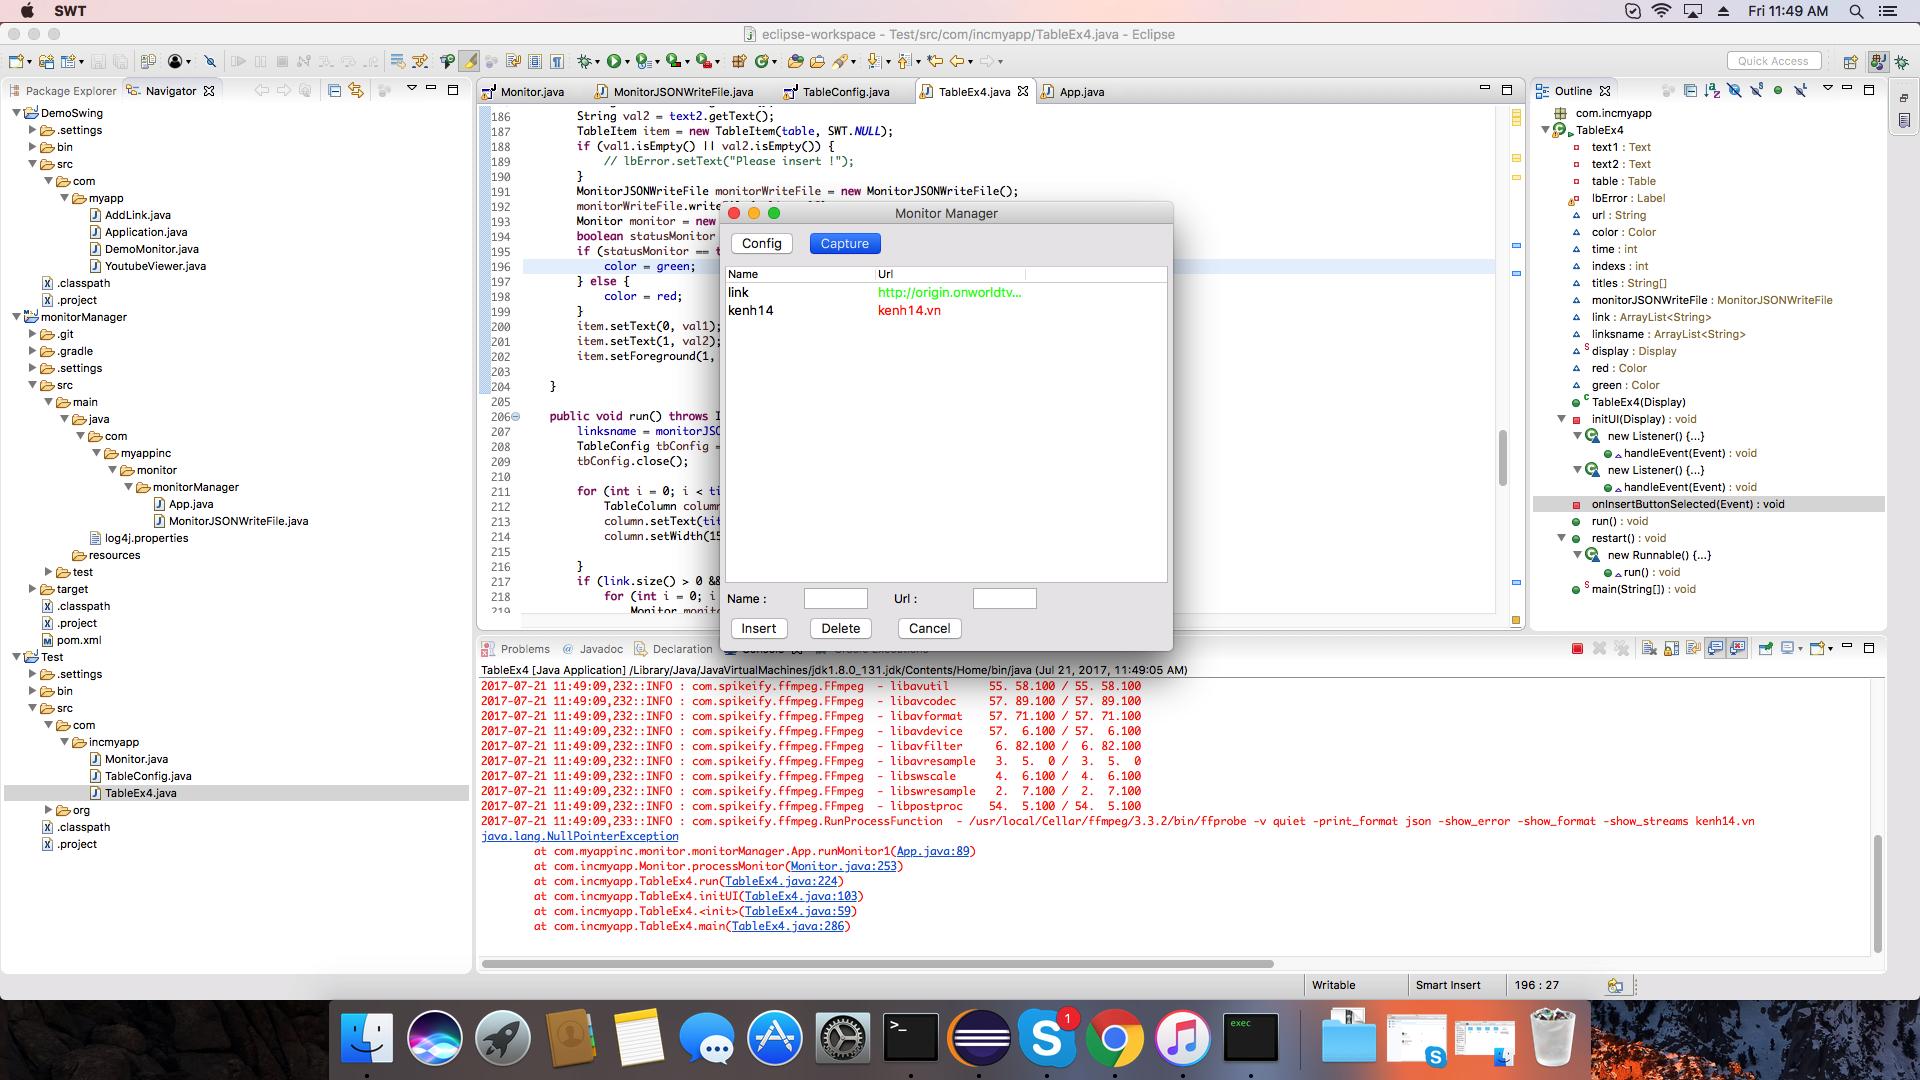 SWT
Fri 11:49 AM
eclipse-workspace - Test/src/com/incmyapp/TableEx4.java - Eclipse
Quick Access
Package Explorer
Navigator
DemoSwing
.settings
bin
src
com
myapp
AddLink.java
Application.java
DemoMonitor.java
YoutubeViewer.java
.classpath
.project
monitorManager
.git
.gradle
.settings
src
main
java
com
myappinc
monitor
monitorManager
App.java
MonitorJSONWriteFile.java
log4j.properties
resources
test
target
.classpath
.project
pom.xml
Test
.settings
bin
src
com
incmyapp
Monitor.java
TableConfig.java
TableEx4.java
org
.classpath
.project
Monitor.java
MonitorJSONWriteFile.java
TableConfig.java
TableEx4.java
App.java
186 String val2 = text2.getText();
187 TableItem item = new TableItem(table, SWT.NULL);
188 if (val1.isEmpty() || val2.isEmpty()) {
189 // lbError.setText("Please insert !");
190 }
191 MonitorJSONWriteFile monitorWriteFile = new MonitorJSONWriteFile();
192 monitorWriteFile.
193 Monitor monitor = new
194 boolean statusMonitor
195 if (statusMonitor ==
196 color = green;
197 } else {
198 color = red;
199 }
200 item.setText(0, val1);
201 item.setText(1, val2);
202 item.setForeground(1,
203
204 }
205
206 public void run() throws
207 linksname =
208 TableConfig tbConfig =
209 tbConfig.close();
210
211 for (int i = 0; i <
212 TableColumn
213
214
215
216 }
217 if (link.size() > 0
218 for (int i = 0; i
219 Monitor
Monitor Manager
Config
Capture
Name Url
link http://origin.onworldtv...
kenh14 kenh14.vn
Name :
Url :
Insert
Delete
Cancel
Outline
com.incmyapp
TableEx4
text1 : Text
text2 : Text
table : Table
lbError : Label
url : String
color : Color
time : int
indexs : int
titles : String[]
monitorJSONWriteFile : MonitorJSONWriteFile
link : ArrayList<String>
linksname : ArrayList<String>
S display : Display
red : Color
green : Color
C TableEx4(Display)
initUI(Display) : void
new Listener() {...}
handleEvent(Event) : void
new Listener() {...}
handleEvent(Event) : void
onInsertButtonSelected(Event) : void
run() : void
restart() : void
new Runnable() {...}
run() : void
S main(String[]) : void
Problems
@ Javadoc
Declaration
TableEx4 [Java Application] /Library/Java/JavaVirtualMachines/jdk1.8.0_131.jdk/Contents/Home/bin/java (Jul 21, 2017, 11:49:05 AM)
2017-07-21 11:49:09,232::INFO : com.spikeify.ffmpeg.FFmpeg - libavutil 55. 58.100 / 55. 58.100
2017-07-21 11:49:09,232::INFO : com.spikeify.ffmpeg.FFmpeg - libavcodec 57. 89.100 / 57. 89.100
2017-07-21 11:49:09,232::INFO : com.spikeify.ffmpeg.FFmpeg - libavformat 57. 71.100 / 57. 71.100
2017-07-21 11:49:09,232::INFO : com.spikeify.ffmpeg.FFmpeg - libavdevice 57. 6.100 / 57. 6.100
2017-07-21 11:49:09,232::INFO : com.spikeify.ffmpeg.FFmpeg - libavfilter 6. 82.100 / 6. 82.100
2017-07-21 11:49:09,232::INFO : com.spikeify.ffmpeg.FFmpeg - libavresample 3. 5. 0 / 3. 5. 0
2017-07-21 11:49:09,232::INFO : com.spikeify.ffmpeg.FFmpeg - libswscale 4. 6.100 / 4. 6.100
2017-07-21 11:49:09,232::INFO : com.spikeify.ffmpeg.FFmpeg - libswresample 2. 7.100 / 2. 7.100
2017-07-21 11:49:09,232::INFO : com.spikeify.ffmpeg.FFmpeg - libpostproc 54. 5.100 / 54. 5.100
2017-07-21 11:49:09,233::INFO : com.spikeify.ffmpeg.RunProcessFunction - /usr/local/Cellar/ffmpeg/3.3.2/bin/ffprobe -v quiet -print_format json -show_error -show_format -show_streams kenh14.vn
java.lang.NullPointerException
at com.myappinc.monitor.monitorManager.App.runMonitor1(App.java:89)
at com.incmyapp.Monitor.processMonitor(Monitor.java:253)
at com.incmyapp.TableEx4.run(TableEx4.java:224)
at com.incmyapp.TableEx4.initUI(TableEx4.java:103)
at com.incmyapp.TableEx4.<init>(TableEx4.java:59)
at com.incmyapp.TableEx4.main(TableEx4.java:286)
Writable
Smart Insert
196 : 27
1
exec